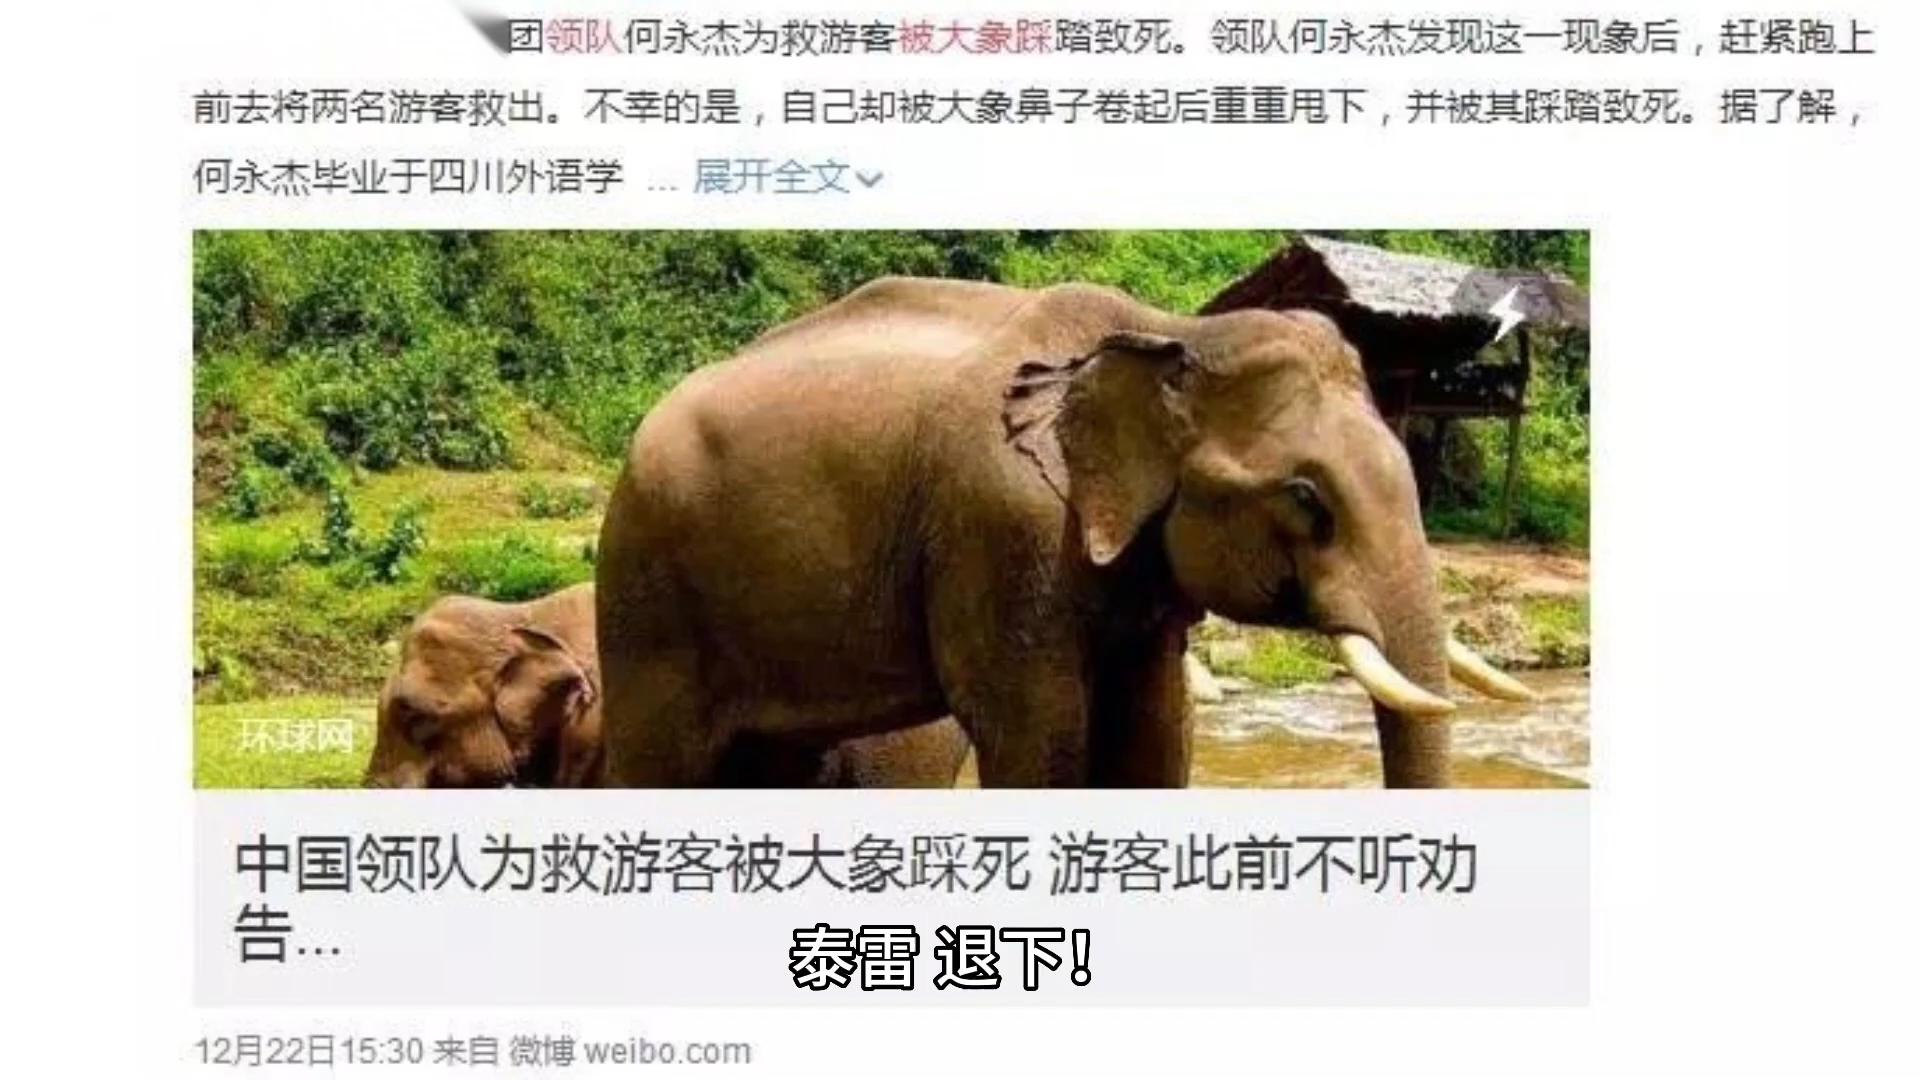 团领队何永杰为救游客被大象踩踏致死。领队何永杰发现这一现象后，赶紧跑上
前去将两名游客救出。不幸的是，自己却被大象鼻子卷起后重重甩下，并被其踩踏致死。据了解，
何永杰毕业于四川外语学 ... 展开全文
环球网
中国领队为救游客被大象踩死 游客此前不听劝
告...
泰雷 退下!
12月22日15:30 来自 微博 weibo.com